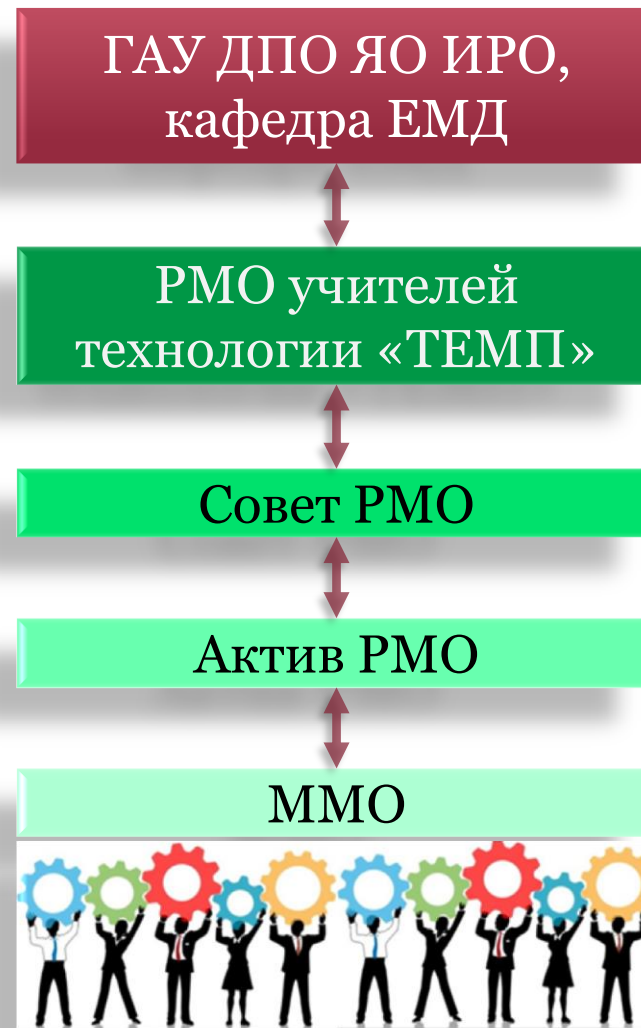 ГАУ ДПО ЯО ИРО,
кафедра ЕМД
РМО учителей
технологии «ТЕМП»
Совет РМО
Актив РМО
ММО